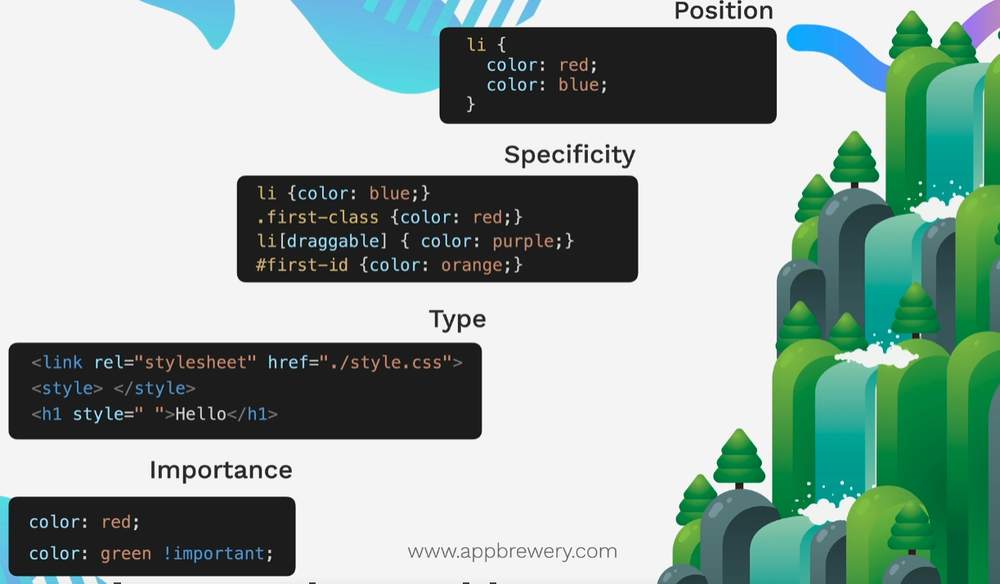 Position
li {
color: red;
color: blue;
}
Specificity
li {color: blue;}
.first-class {color: red;}
li[draggable] { color: purple;}
#first-id {color: orange;}
Type
<link rel="stylesheet" href="./style.css">
<style> </style>
<h1 style=" ">Hello</h1>
Importance
color: red;
color: green !important;
www.appbrewery.com